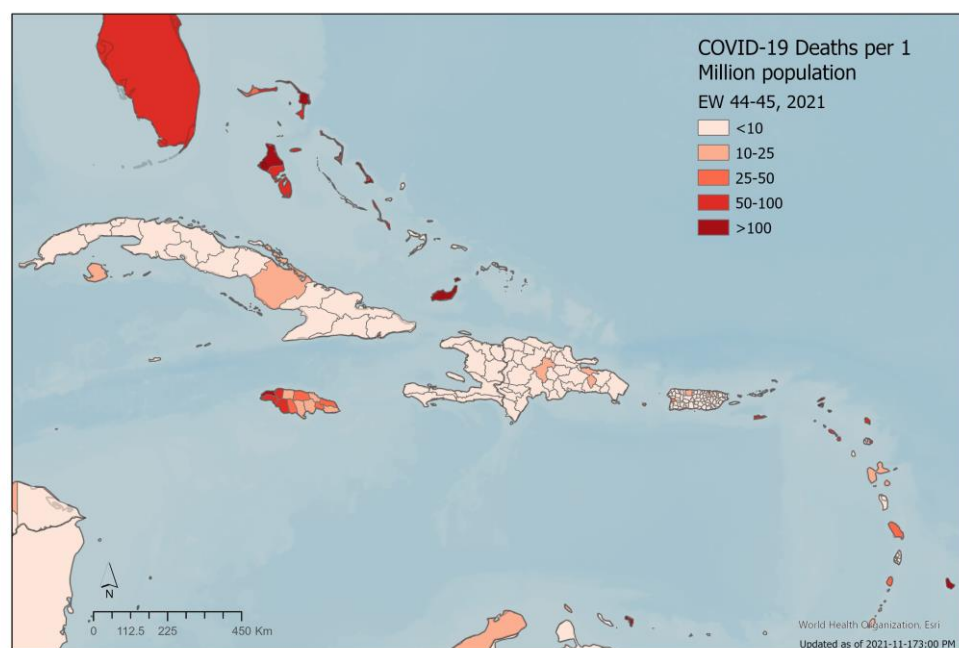 COVID-19 Deaths per 1
Million population
EW 44-45, 2021
<10
10-25
25-50
50-100
>100
N
0 112.5 225 450 Km
World Health Organization, Esri
Updated as of 2021-11-173:00 PM